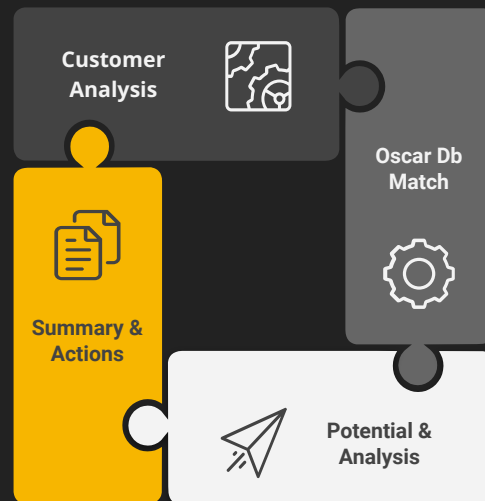 Customer
Analysis
Oscar Db
Match
Summary &
Actions
Potential &
Analysis